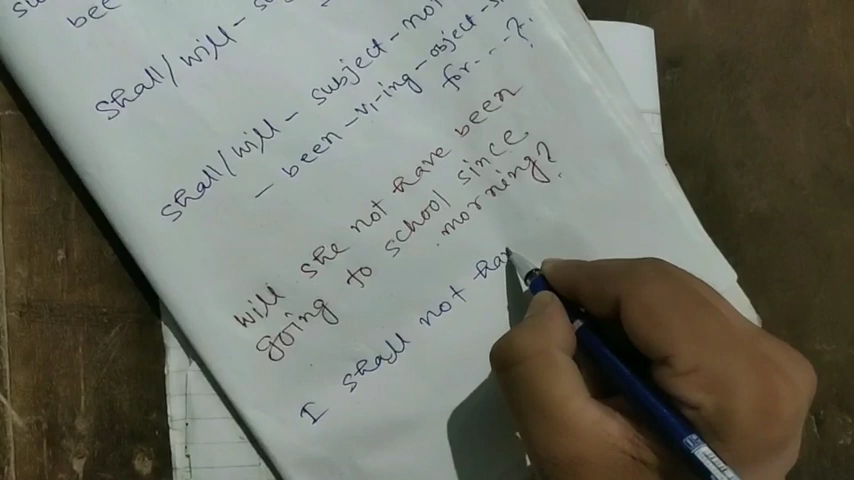 bee
shall/will-
shall/will - subject - not
- been - v1-ing - object - s
for - - - ?
will she not have been
going to school since
morning?
I shall not ha